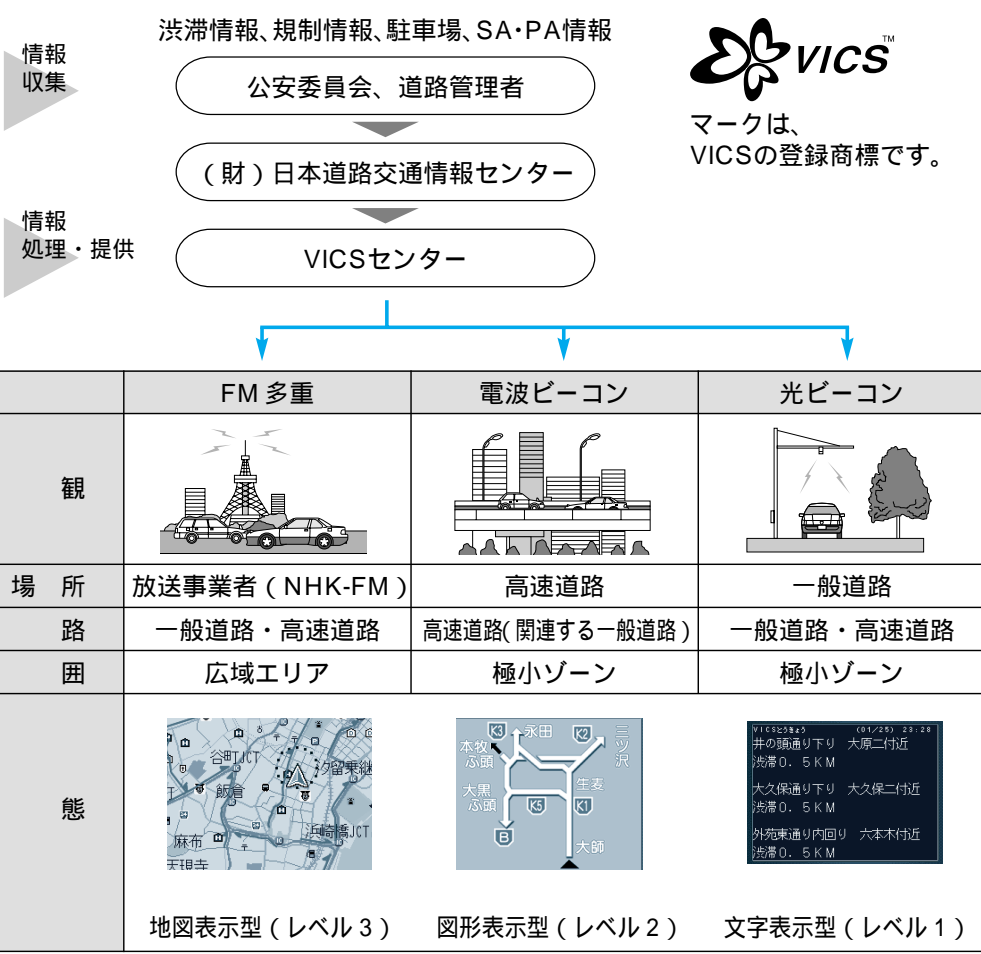 渋滞情報、規制情報、駐車場、SA・PA情報
情報
収集
公安委員会、道路管理者
VICS™
マークは、
VICSの登録商標です。
(財)日本道路交通情報センター
情報
処理・提供
VICSセンター
FM多重
電波ビーコン
光ビーコン
観
場 所
放送事業者(NHK-FM)
高速道路
一般道路
路
一般道路・高速道路
高速道路(関連する一般道路)
一般道路・高速道路
囲
広域エリア
極小ゾーン
極小ゾーン
態
谷町JCT
汐留乗継
飯倉
麻布
浜崎橋JCT
天現寺
K3
永田
K2
三ツ沢
本牧
ふ頭
大黒
ふ頭
生麦
K5
K1
B
大師
VICSとうきょう (01/25) 23:28
井の頭通り下り 大原二付近
渋滞0.5KM
大久保通り下り 大久保二付近
渋滞0.5KM
外苑東通り内回り 六本木付近
渋滞0.5KM
地図表示型(レベル3)
図形表示型(レベル2)
文字表示型(レベル1)